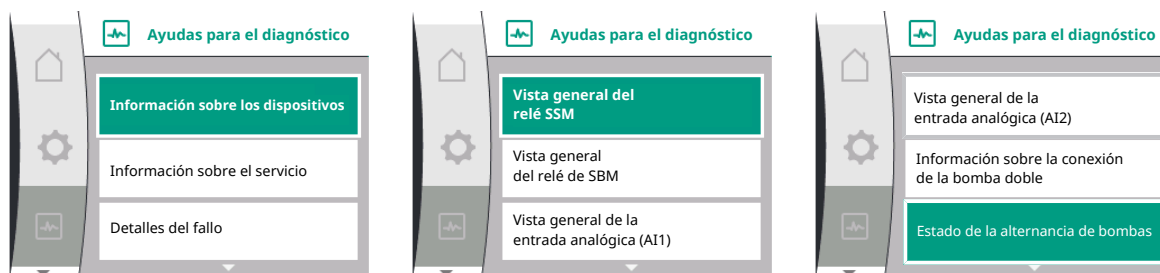 Ayudas para el diagnóstico
Información sobre los dispositivos
Información sobre el servicio
Detalles del fallo
Ayudas para el diagnóstico
Vista general del
relé SSM
Vista general
del relé de SBM
Vista general de la
entrada analógica (AI1)
Ayudas para el diagnóstico
Vista general de la
entrada analógica (AI2)
Información sobre la conexión
de la bomba doble
Estado de la alternancia de bombas